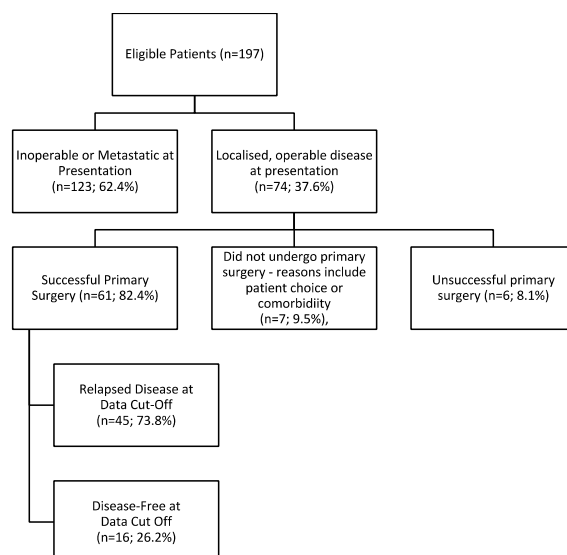 Eligible Patients (n=197)
Inoperable or Metastatic at
Presentation
(n=123; 62.4%)
Localised, operable disease
at presentation
(n=74; 37.6%)
Successful Primary
Surgery (n=61; 82.4%)
Did not undergo primary
surgery - reasons include
patient choice or
comorbidiity
(n=7; 9.5%),
Unsuccessful primary
surgery (n=6; 8.1%)
Relapsed Disease at
Data Cut-Off
(n=45; 73.8%)
Disease-Free at
Data Cut Off
(n=16; 26.2%)